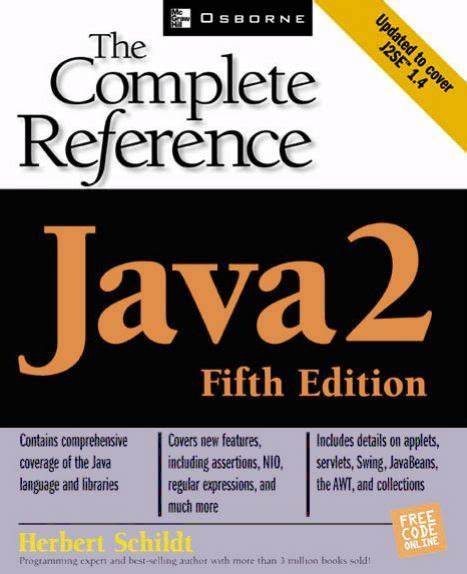 Mc
Graw
Hill
OSBORNE
Updated to cover
J2SE™ 1.4
The
Complete
Reference
Java 2
Fifth Edition
Contains comprehensive
coverage of the Java
language and libraries
Covers new features,
including assertions, NIO,
regular expressions, and
much more
Includes details on applets,
servlets, Swing, JavaBeans,
the AWT, and collections
FREE
CODE
ONLINE
Herbert Schildt
Programming expert and best-selling author with more than 3 million books sold!